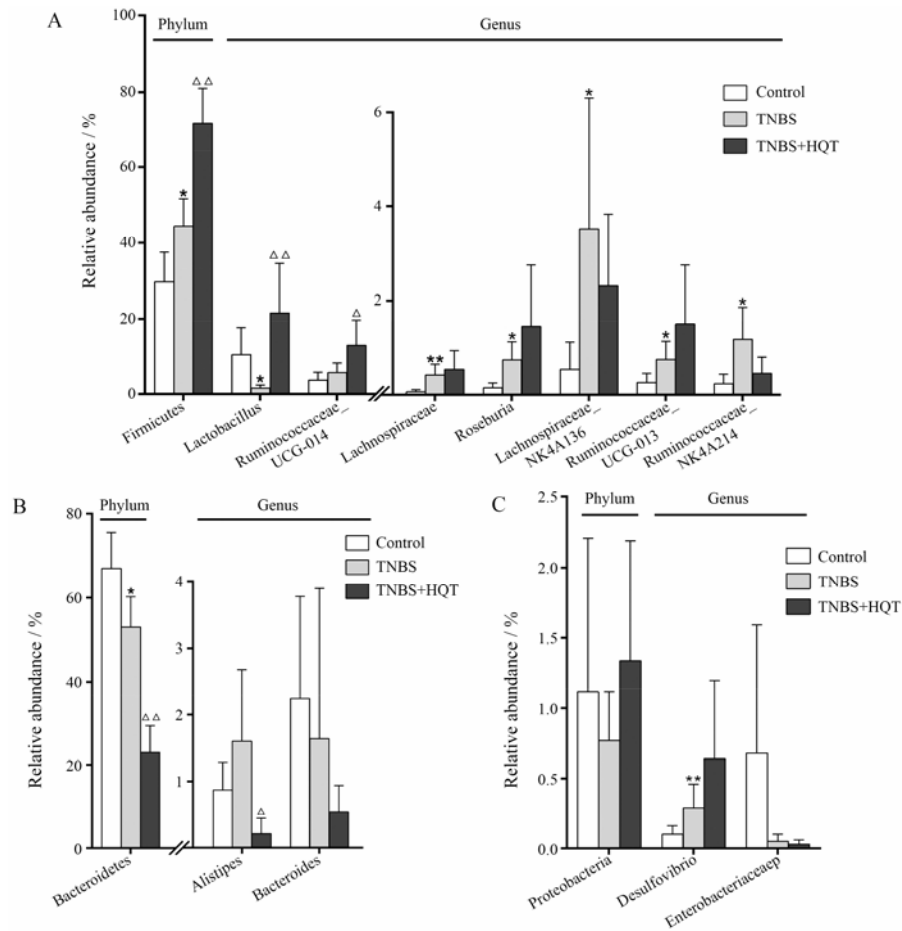 A
Phylum
Genus
Relative abundance / %
100
80
60
40
20
0
6
4
2
Control
TNBS
TNBS+HQT
△△
*
*
△△
△
**
*
*
*
*
Firmicutes
Lactobacillus
Ruminococcaceae_
UCG-014
Lachnospiraceae
Roseburia
Lachnospiraceae_
NK4A136
Ruminococcaceae_
UCG-013
Ruminococcaceae_
NK4A214
B
Phylum
Genus
Relative abundance / %
80
60
40
20
0
4
3
2
1
Control
TNBS
TNBS+HQT
*
△△
△
Bacteroidetes
Alistipes
Bacteroides
C
Phylum
Genus
Relative abundance / %
2.5
2.0
1.5
1.0
0.5
0.0
Control
TNBS
TNBS+HQT
**
Proteobacteria
Desulfovibrio
Enterobacteriaceaep